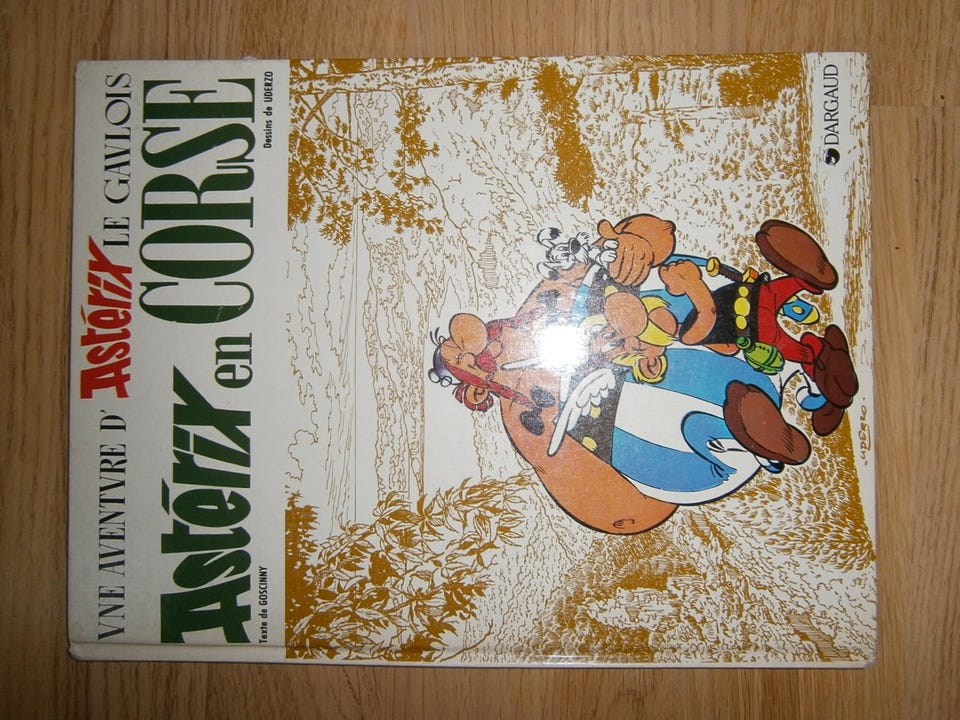 VNE AVENTVRE D' Astérix LE GAVLOIS
Astérix en CORSE
Texte de GOSCINNY
Dessins de UDERZO
UDERZO
DARGAUD